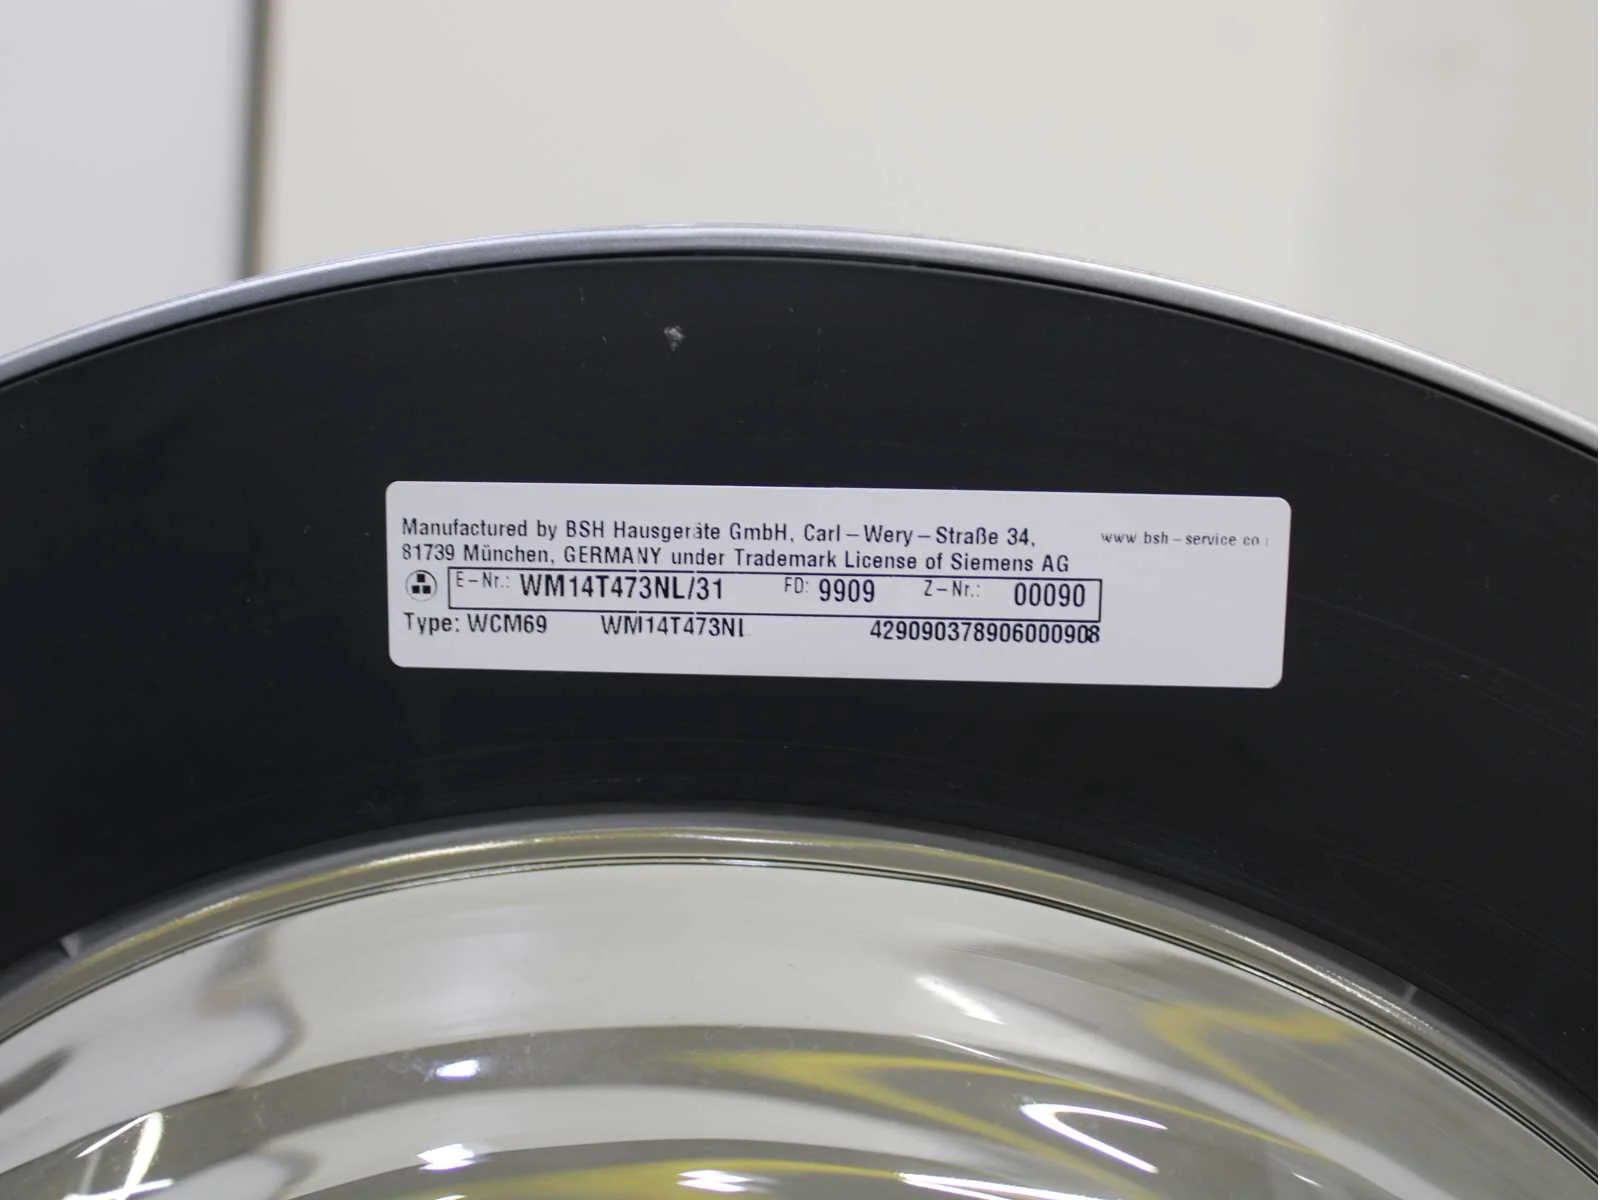 Manufactured by BSH Hausgeräte GmbH, Carl-Wery-Straße 34, www bsh-service co
81739 München, GERMANY under Trademark License of Siemens AG
E-Nr.: WM14T473NL/31 FD: 9909 Z-Nr.: 00090
Type: WCM69 WM14T473NL 429090378906000908